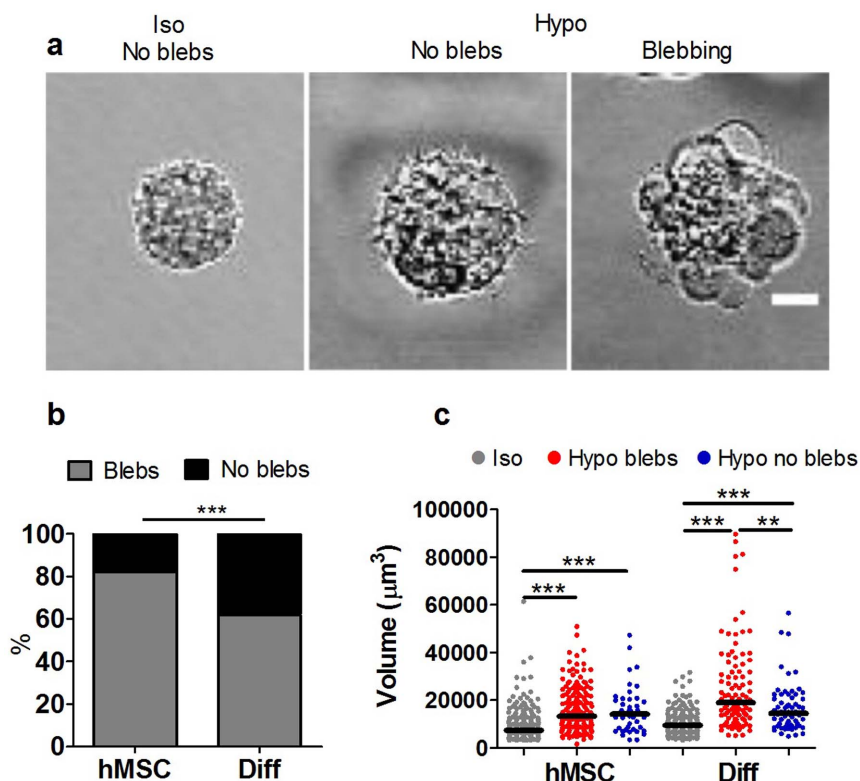 a
Iso
No blebs
Hypo
No blebs
Blebbing
b
Blebs
No blebs
***
100
80
60
40
20
0
%
hMSC
Diff
c
Iso
Hypo blebs
Hypo no blebs
100000
80000
60000
40000
20000
0
Volume (μm³)
***
***
***
***
**
hMSC
Diff